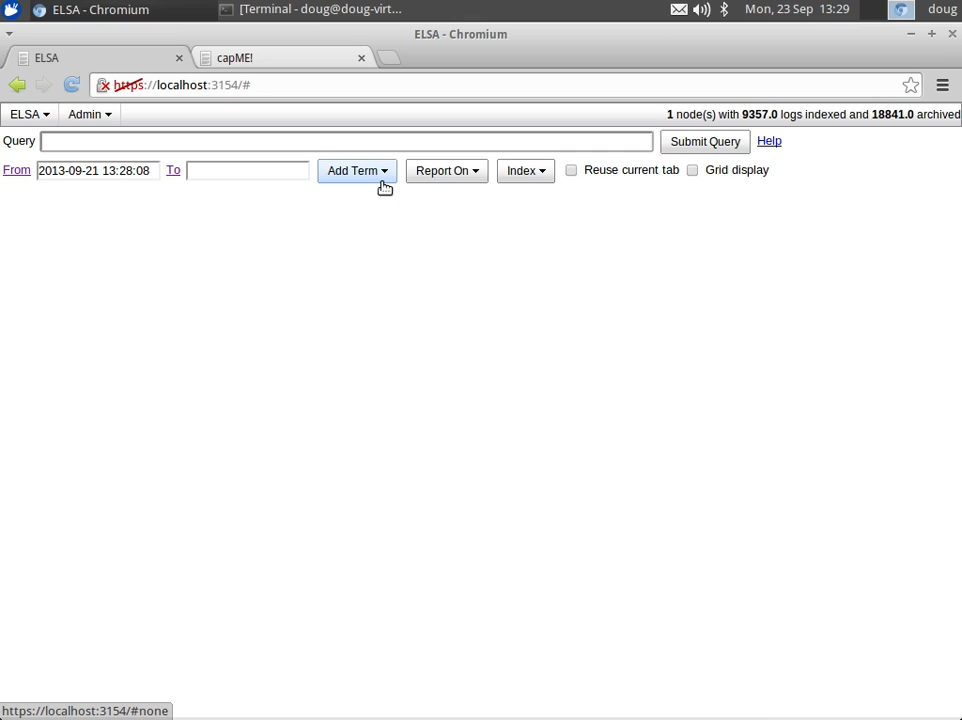 ELSA - Chromium
[Terminal - doug@doug-virt...
Mon, 23 Sep 13:29
doug
ELSA - Chromium
ELSA
capME!
https://localhost:3154/#
ELSA
Admin
1 node(s) with 9357.0 logs indexed and 18841.0 archived
Query
Submit Query
Help
From
2013-09-21 13:28:08
To
Add Term
Report On
Index
Reuse current tab
Grid display
https://localhost:3154/#none